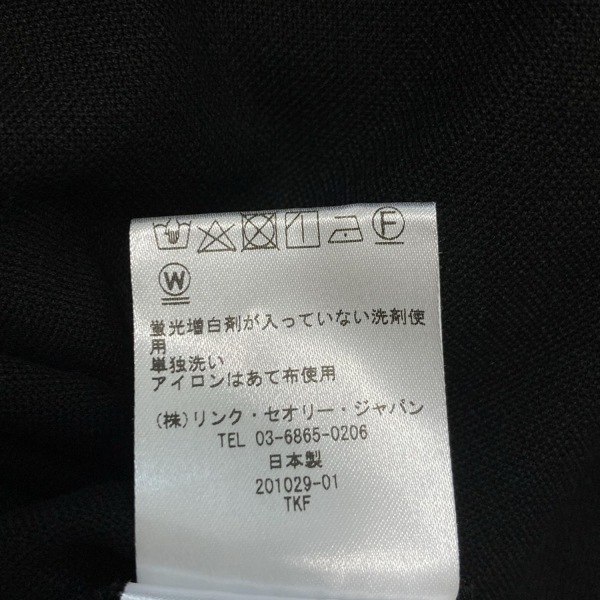 F
W
蛍光増白剤が入っていない洗剤使
用
単独洗い
アイロンはあて布使用
(株)リンク・セオリー・ジャパン
TEL 03-6865-0206
日本製
201029-01
TKF